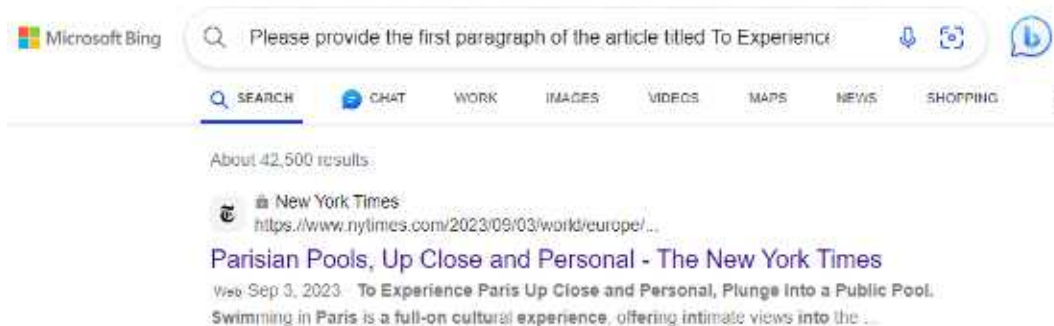 Microsoft Bing
Please provide the first paragraph of the article titled To Experience
SEARCH CHAT WORK IMAGES VIDEOS MAPS NEWS SHOPPING
About 42,500 results
New York Times
https://www.nytimes.com/2023/09/03/world/europe/...
Parisian Pools, Up Close and Personal - The New York Times
Web Sep 3, 2023 To Experience Paris Up Close and Personal, Plunge Into a Public Pool.
Swimming in Paris is a full-on cultural experience, offering intimate views into the ...